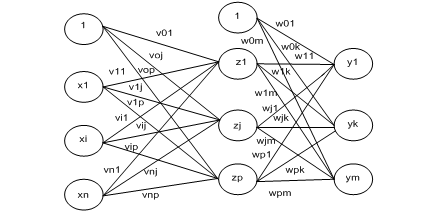 1
1
w01
v01
w0m
w0k
voj
w11
vop
z1
y1
v11
w1k
x1
v1j
w1m
v1p
wj1
vi1
wjk
vij
zj
yk
xi
wjm
vip
wp1
vn1
vnj
wpk
zp
ym
xn
vnp
wpm